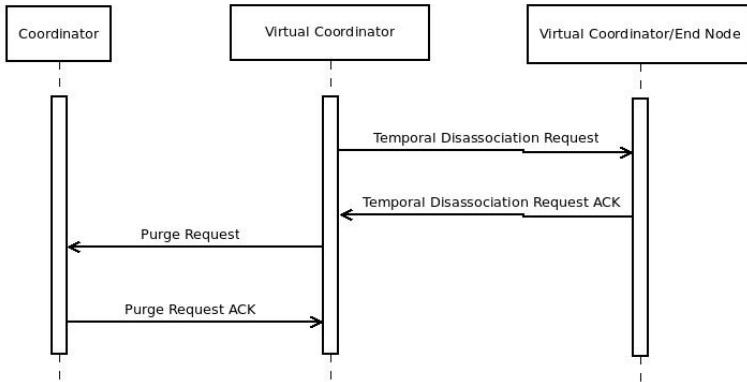 Coordinator
Virtual Coordinator
Virtual Coordinator/End Node
Temporal Disassociation Request
Temporal Disassociation Request ACK
Purge Request
Purge Request ACK